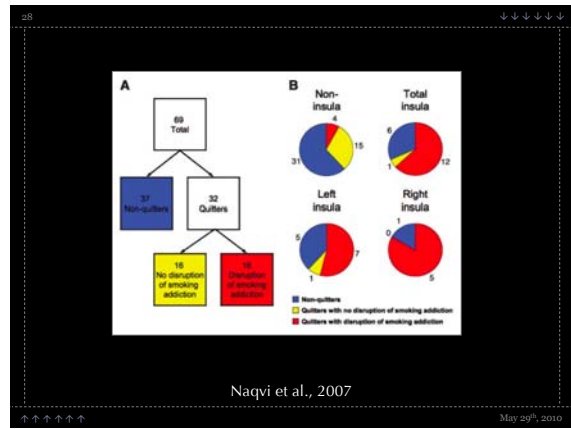 28
↓↓↓↓↓↓
A
69
Total
37
Non-quitters
32
Quitters
16
No disruption
of smoking
addiction
16
Disruption
of smoking
addiction
B
Non-
insula
4
15
31
Total
insula
6
1
12
Left
insula
5
1
7
Right
insula
1
0
5
Non-quitters
Quitters with no disruption of smoking addiction
Quitters with disruption of smoking addiction
Naqvi et al., 2007
↑↑↑↑↑↑
May 29th, 2010